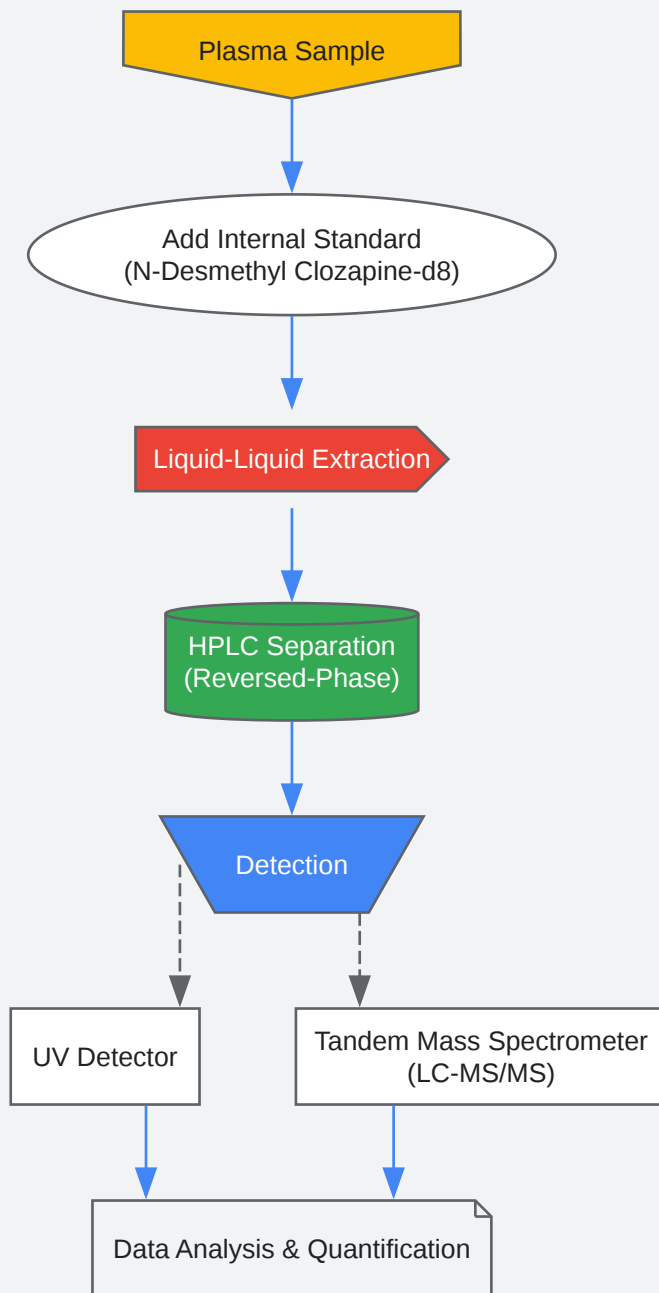 Plasma Sample
Add Internal Standard
(N-Desmethyl Clozapine-d8)
Liquid-Liquid Extraction
HPLC Separation
(Reversed-Phase)
Detection
UV Detector
Tandem Mass Spectrometer
(LC-MS/MS)
Data Analysis & Quantification